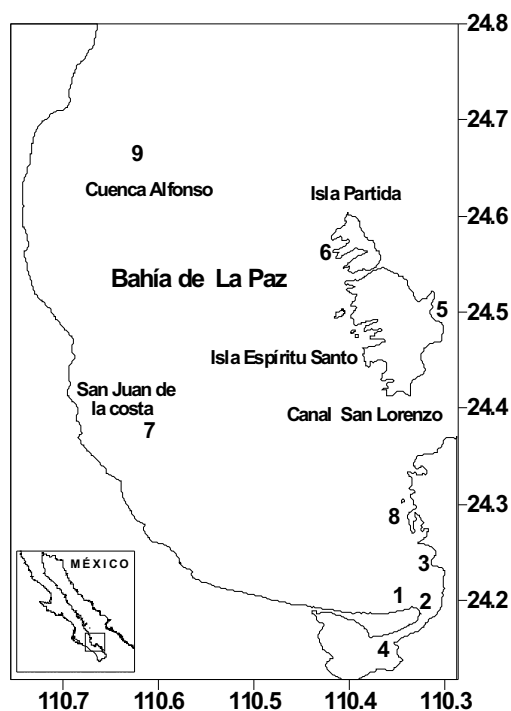 24.8
24.7
9
Cuenca Alfonso
Isla Partida
24.6
6
Bahía de La Paz
5
24.5
Isla Espíritu Santo
San Juan de
la costa
Canal San Lorenzo
24.4
7
24.3
8
3
MÉXICO
1
2
24.2
4
110.7
110.6
110.5
110.4
110.3